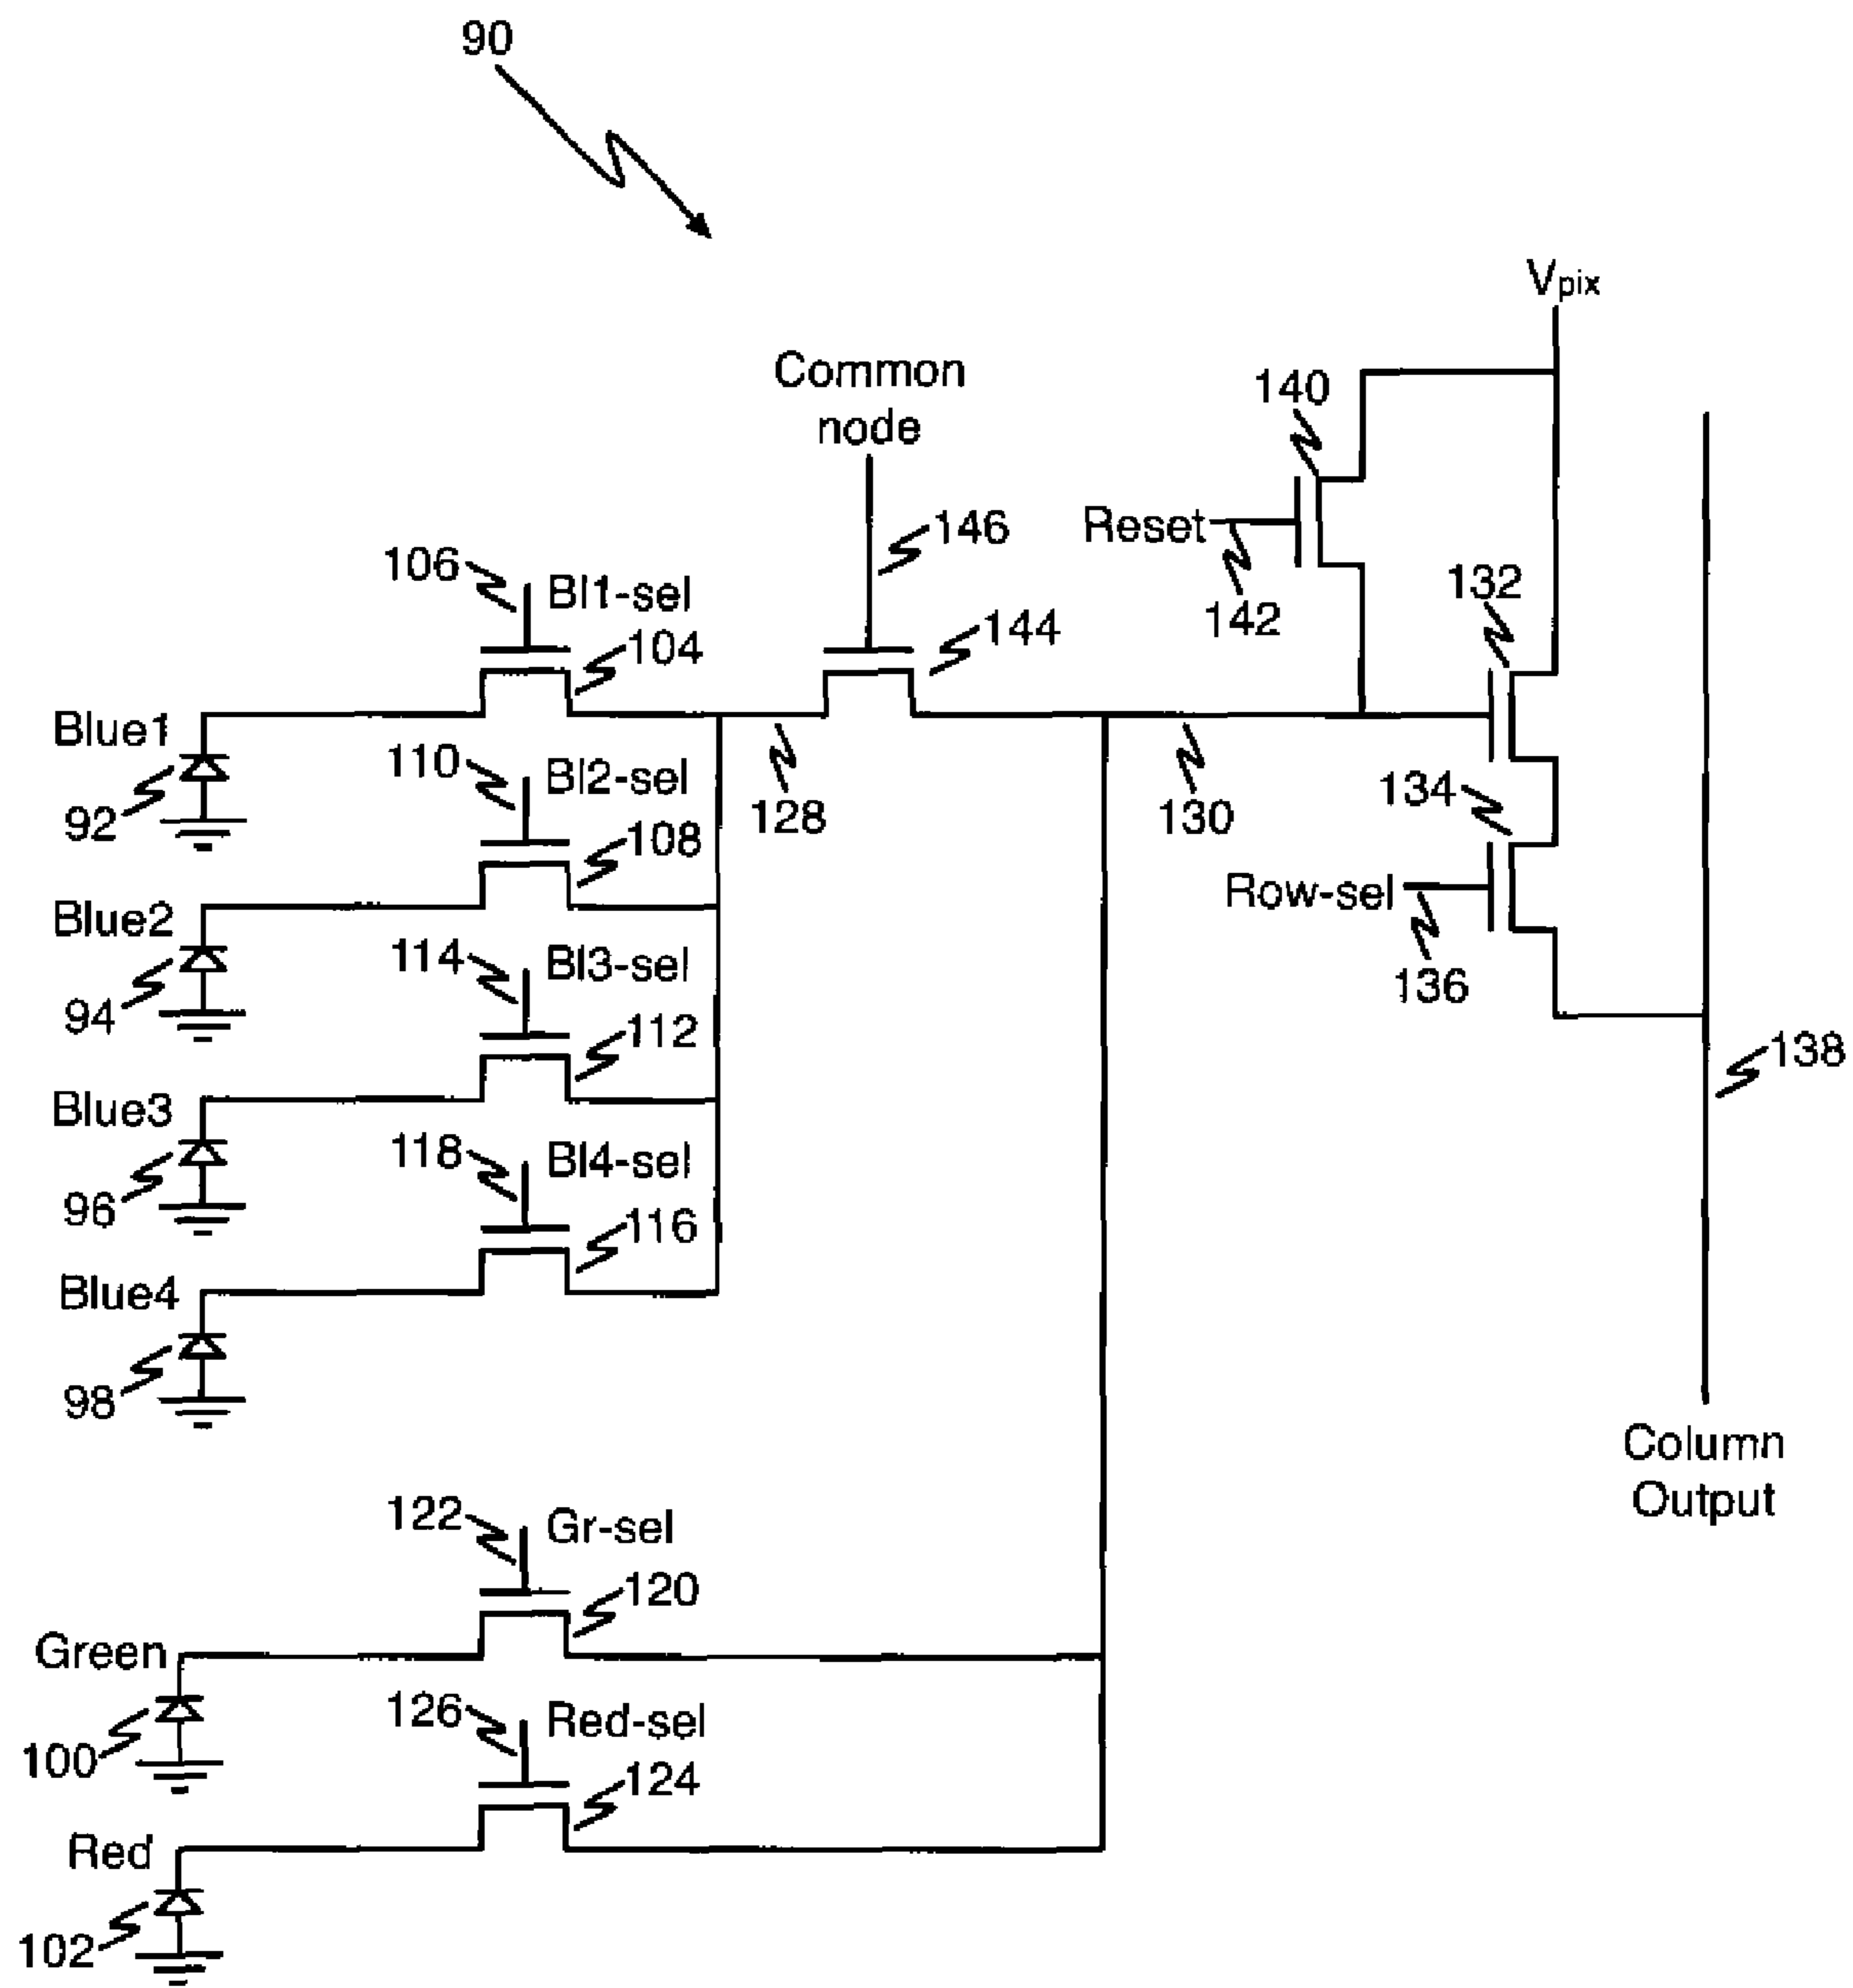 90
Vpix
Common
node
140
Reset
146
142
132
106
Bl1-sel
104
144
Blue1
92
110
Bl2-sel
108
128
130
134
Row-sel
136
Blue2
94
114
Bl3-sel
112
138
Blue3
96
118
Bl4-sel
116
Blue4
98
Column
Output
122
Gr-sel
120
Green
100
126
Red-sel
124
Red
102